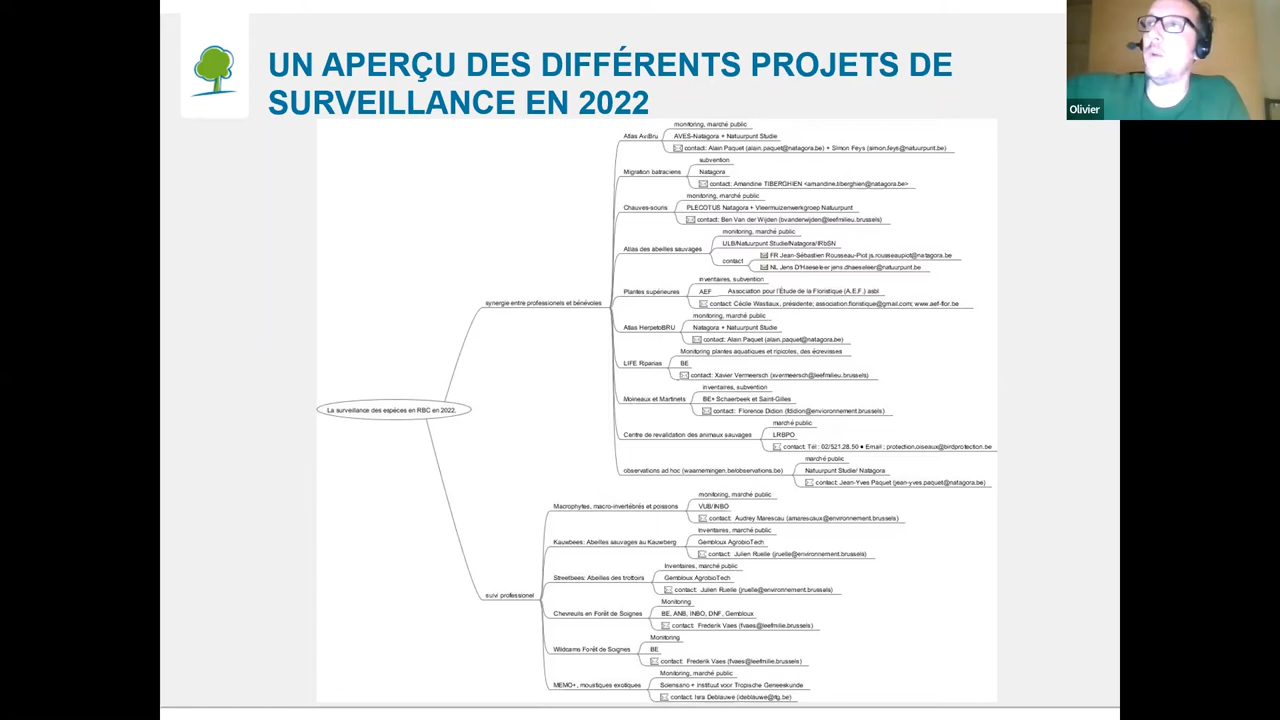 UN APERÇU DES DIFFÉRENTS PROJETS DE
SURVEILLANCE EN 2022
Olivier
La surveillance des espèces en RBC en 2022.
synergie entre professionels et bénévoles
Atlas AviBru
monitoring, marché public
AVES-Natagora + Natuurpunt Studie
contact: Alain Paquet (alain.paquet@natagora.be) + Simon Feys (simon.feys@natuurpunt.be)
Migration batraciens
subvention
Natagora
contact: Amandine TIBERGHIEN <amandine.tiberghien@natagora.be>
Chauves-souris
monitoring, marché public
PLECOTUS Natagora + Vleermuizenwerkgroep Natuurpunt
contact: Ben Van der Wijden (bvanderwijden@leefmilieu.brussels)
Atlas des abeilles sauvages
monitoring, marché public
ULB/Natuurpunt Studie/Natagora/IRbSN
contact
FR Jean-Sébastien Rousseau-Piot js.rousseaupiot@natagora.be
NL Jens D'Haeseleer jens.dhaeseleer@natuurpunt.be
Plantes supérieures
inventaires, subvention
AEF Association pour l'Étude de la Floristique (A.E.F.) asbl
contact: Cécile Wastiaux, présidente; association.floristique@gmail.com; www.aef-flor.be
Atlas HerpetoBRU
monitoring, marché public
Natagora + Natuurpunt Studie
contact: Alain Paquet (alain.paquet@natagora.be)
LIFE Riparias
Monitoring plantes aquatiques et ripicoles, des écrevisses
BE
contact: Xavier Vermeersch (xvermeersch@leefmilieu.brussels)
Moineaux et Martinets
inventaires, subvention
BE+ Schaerbeek et Saint-Gilles
contact: Florence Didion (fdidion@envioronnement.brussels)
Centre de revalidation des animaux sauvages
marché public
LRBPO
contact: Tél : 02/521.28.50 ● Email : protection.oiseaux@birdprotection.be
observations ad hoc (waarnemingen.be/observations.be)
marché public
Natuurpunt Studie/ Natagora
contact: Jean-Yves Paquet (jean-yves.paquet@natagora.be)
suivi professionel
Macrophytes, macro-invertébrés et poissons
monitoring, marché public
VUB/INBO
contact: Audrey Marescau (amarescaux@environnement.brussels)
Kauwbees: Abeilles sauvages au Kauwberg
Inventaires, marché public
Gembloux AgrobioTech
contact: Julien Ruelle (jruelle@environnement.brussels)
Streetbees: Abeilles des trottoirs
Inventaires, marché public
Gembloux AgrobioTech
contact: Julien Ruelle (jruelle@environnement.brussels)
Chevreuils en Forêt de Soignes
Monitoring
BE, ANB, INBO, DNF, Gembloux
contact: Frederik Vaes (fvaes@leefmilie.brussels)
Wildcams Forêt de Soignes
Monitoring
BE
contact: Frederik Vaes (fvaes@leefmilie.brussels)
MEMO+, moustiques exotiques
Monitoring, marché public
Sciensano + instituut voor Tropische Geneeskunde
contact: Isra Deblauwe (ideblauwe@itg.be)